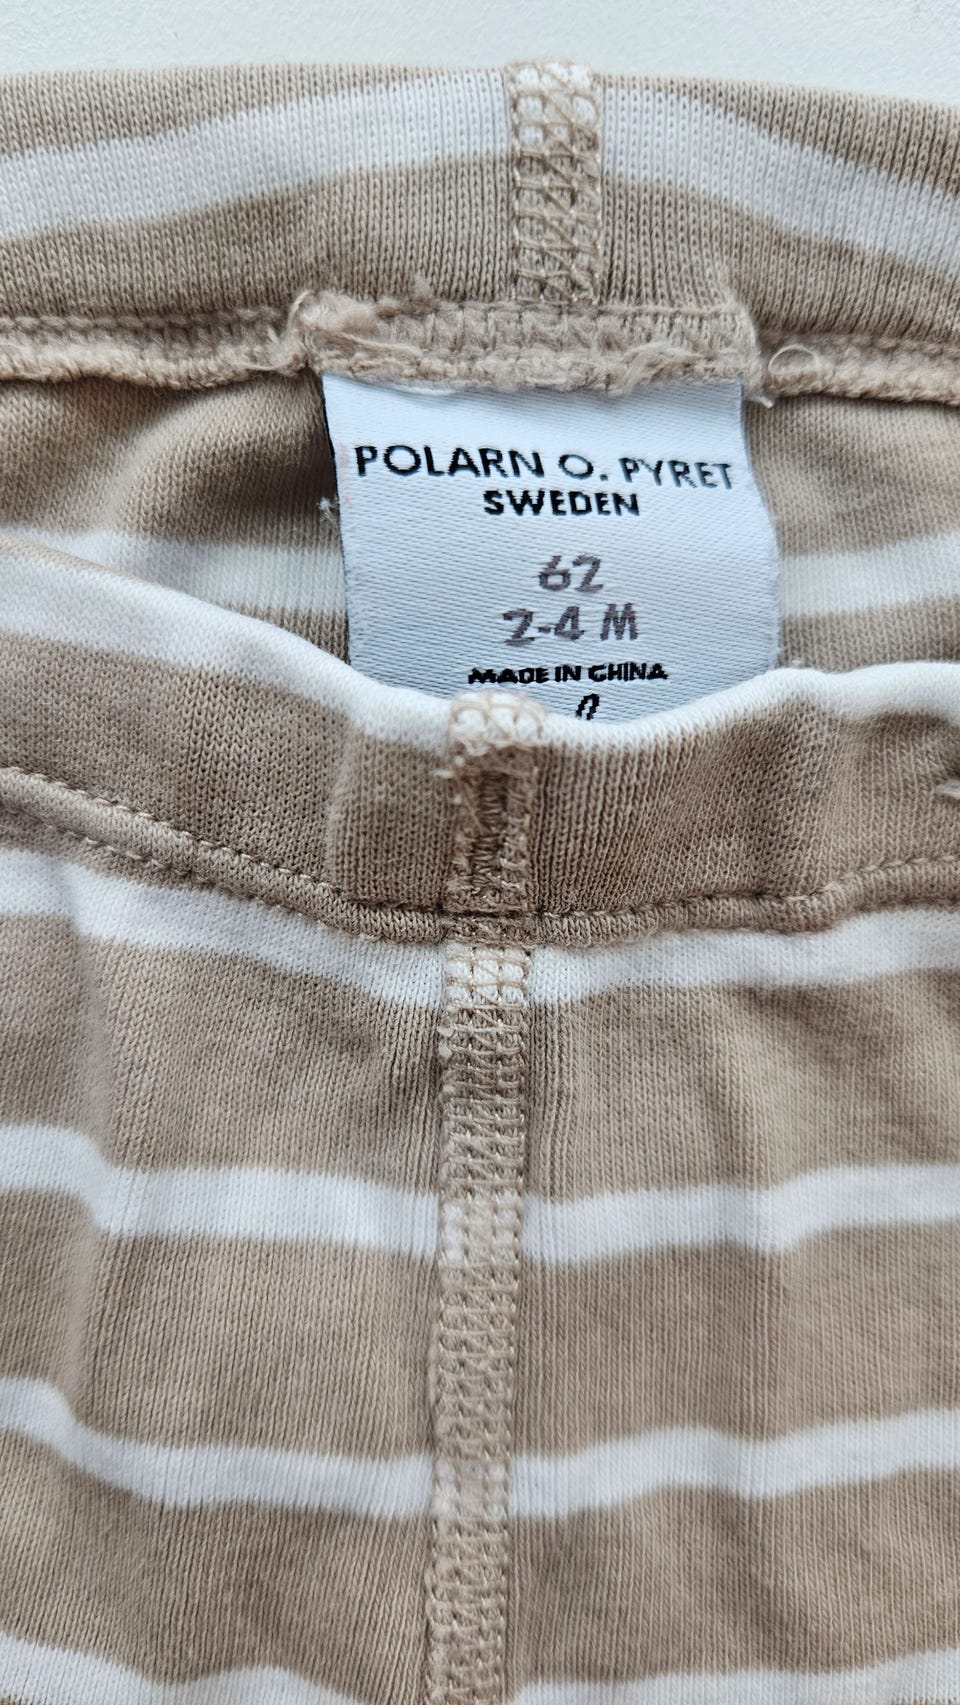 POLARN O. PYRET
SWEDEN
62
2-4 M
MADE IN CHINA